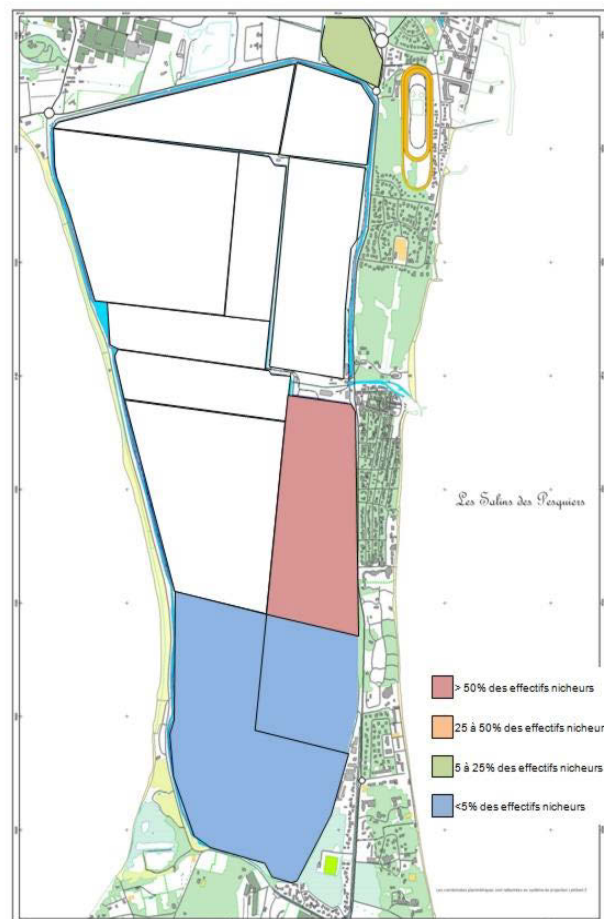 Les Salins des Pesquiers
> 50% des effectifs nicheurs
25 à 50% des effectifs nicheur
5 à 25% des effectifs nicheurs
<5% des effectifs nicheurs